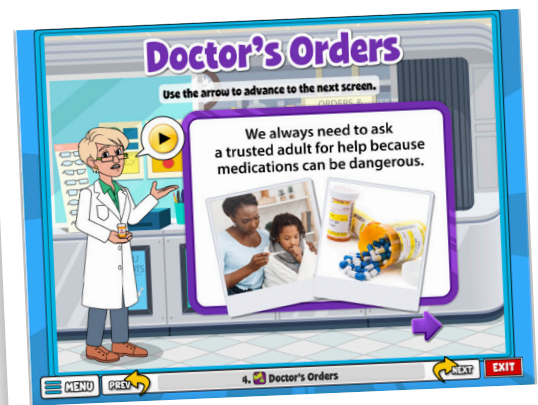 Doctor's Orders
Use the arrow to advance to the next screen.
We always need to ask
a trusted adult for help because
medications can be dangerous.
MENU
PREV
4. Doctor's Orders
NEXT
EXIT